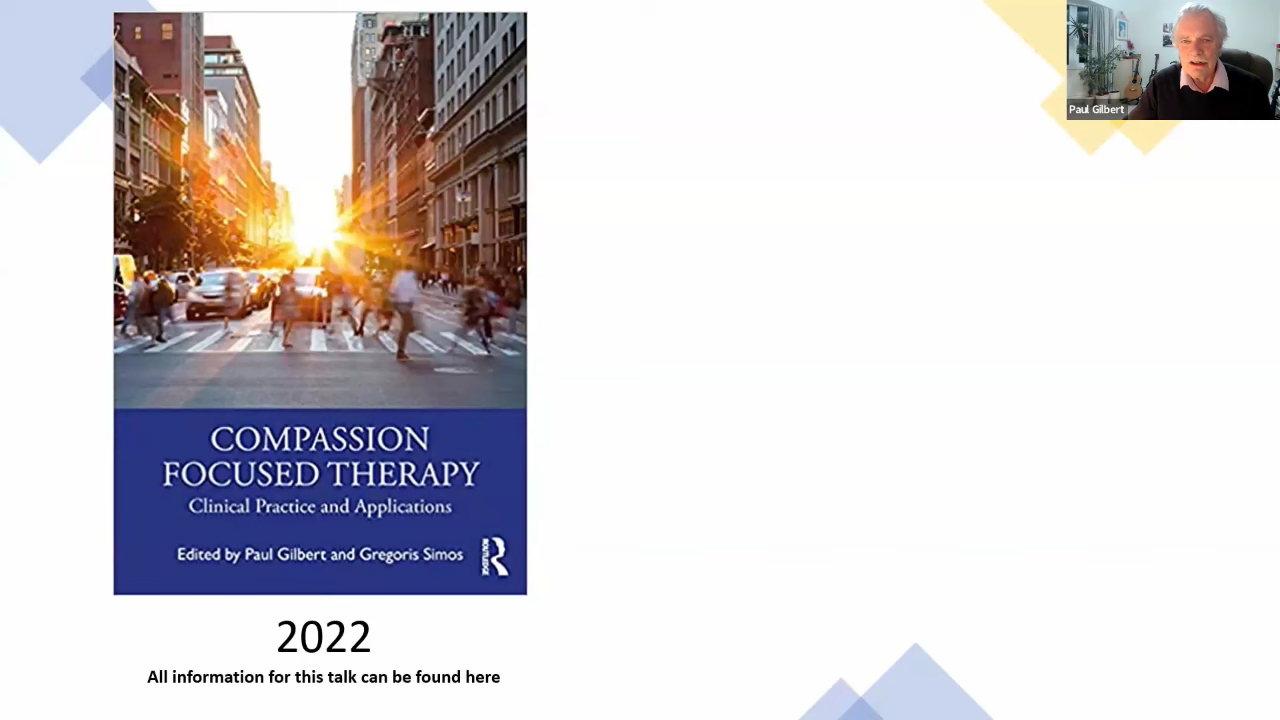 Paul Gilbert
COMPASSION
FOCUSED THERAPY
Clinical Practice and Applications
Edited by Paul Gilbert and Gregoris Simos
ROUTLEDGE
2022
All information for this talk can be found here